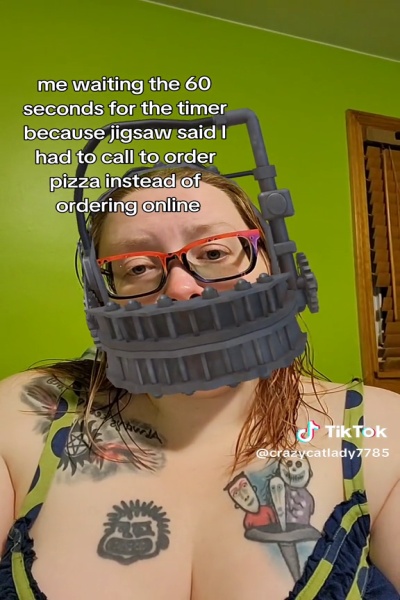 me waiting the 60
seconds for the timer
because jigsaw said I
had to call to order
pizza instead of
ordering online
TikTok
@crazycatlady7785